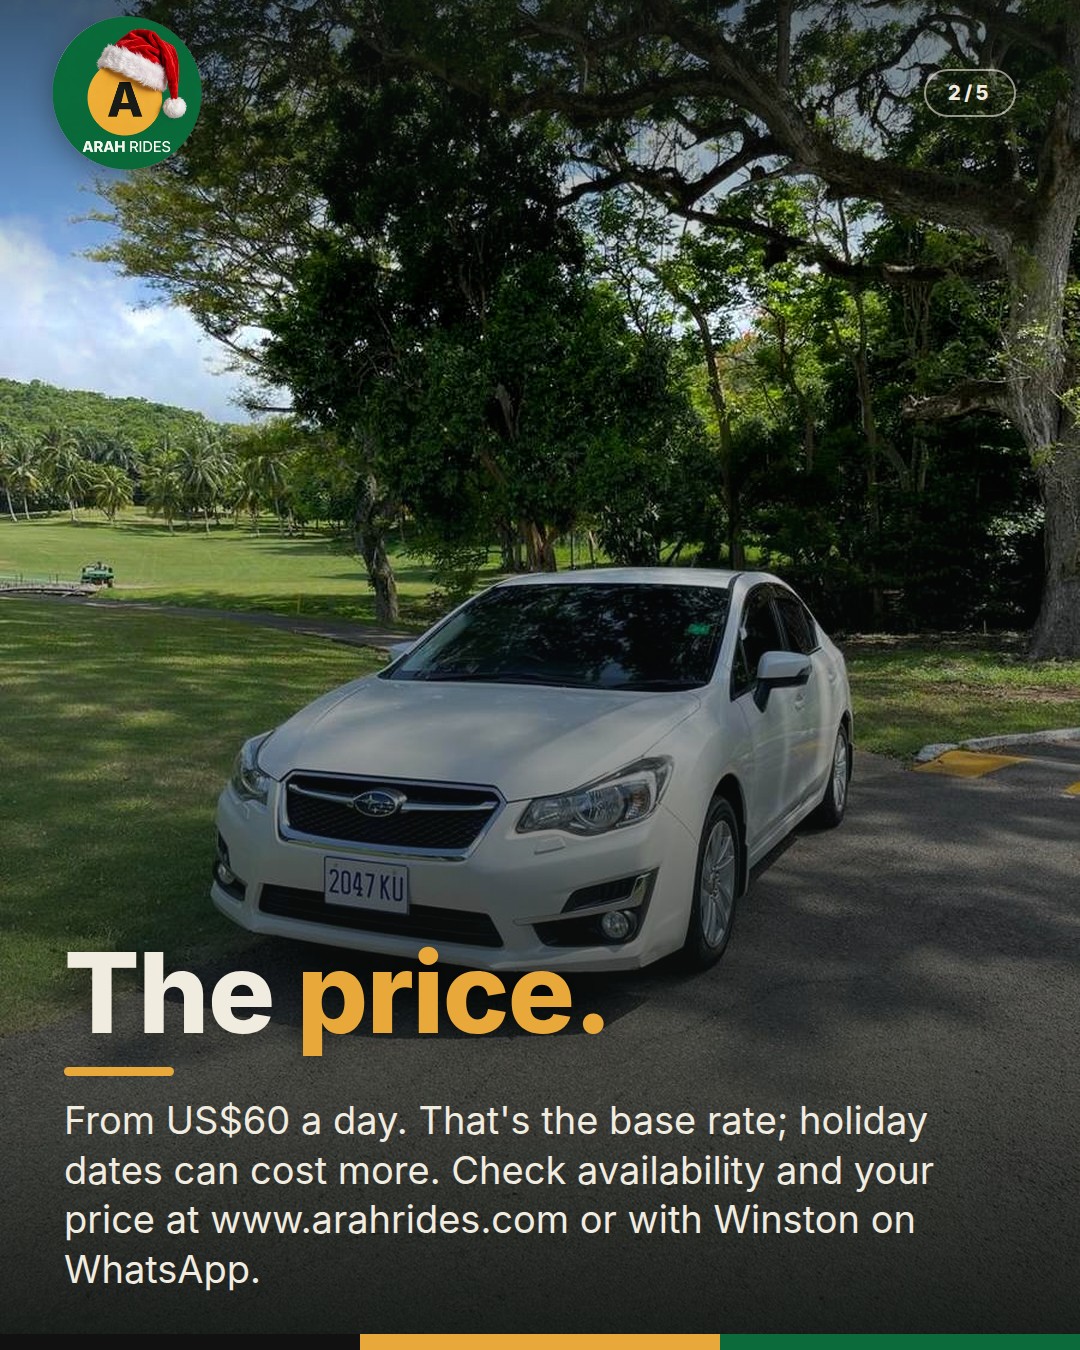 A
ARAH RIDES
2/5
2047 KU
The price.
From US$60 a day. That's the base rate; holiday
dates can cost more. Check availability and your
price at www.arahrides.com or with Winston on
WhatsApp.